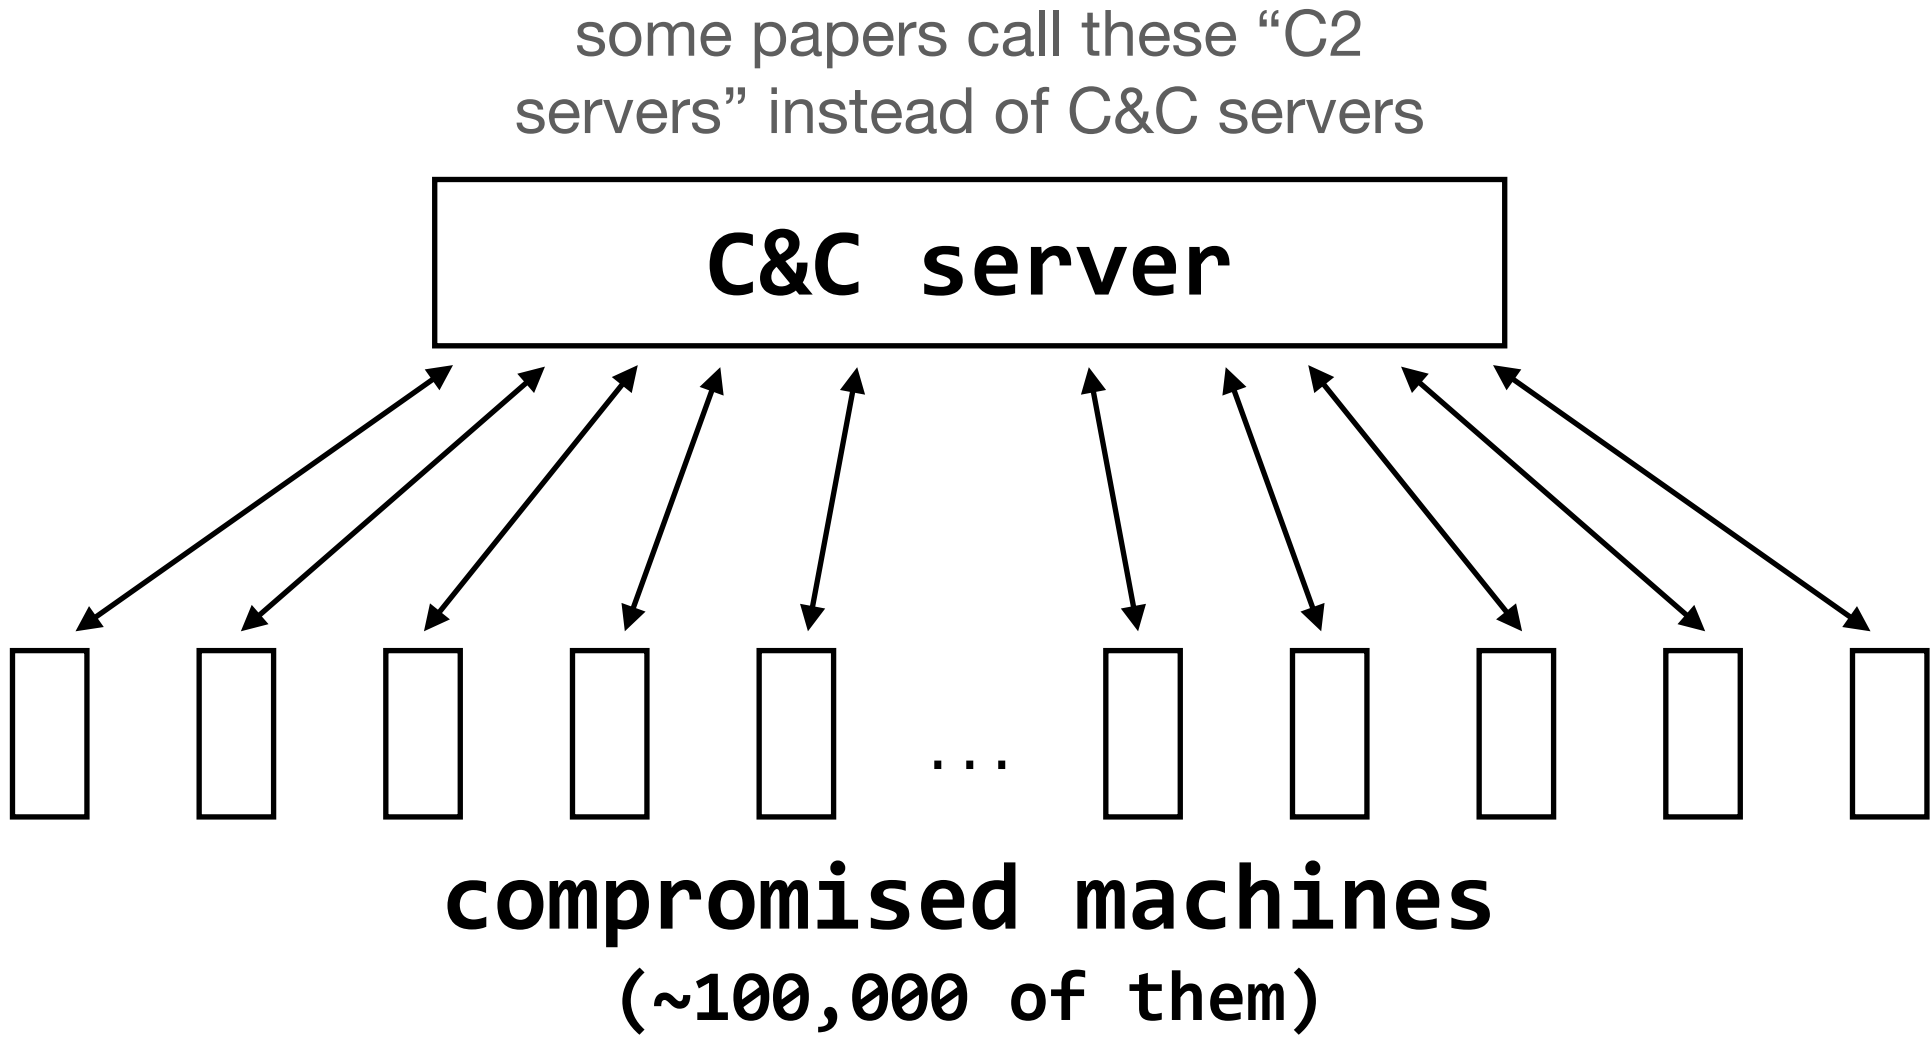 some papers call these “C2
servers” instead of C&C servers
C&C server
...
compromised machines
(~100,000 of them)